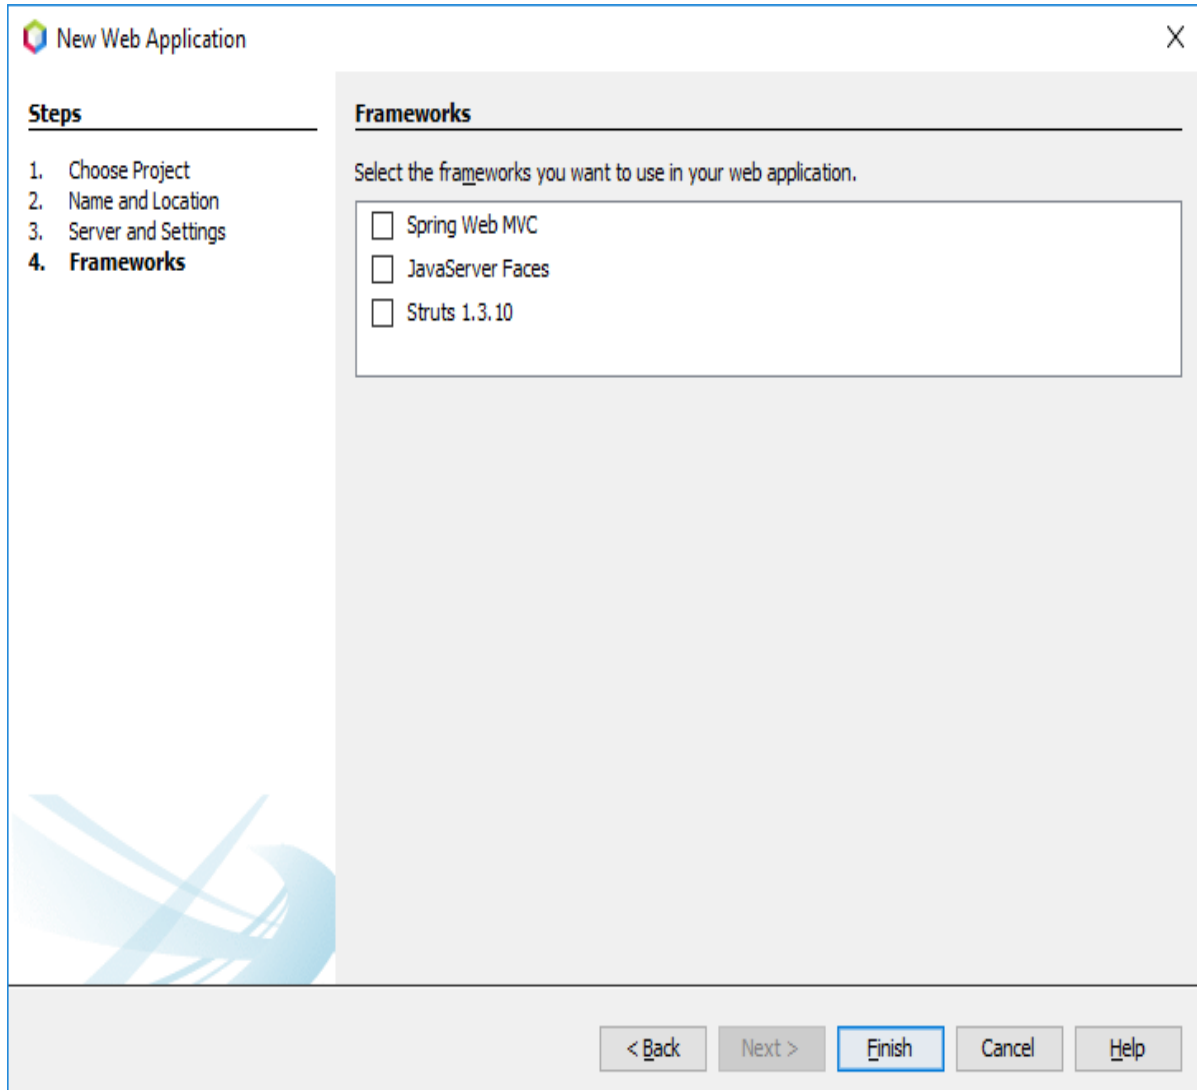 New Web Application
X
Steps
1. Choose Project
2. Name and Location
3. Server and Settings
4. Frameworks
Frameworks
Select the frameworks you want to use in your web application.
Spring Web MVC
JavaServer Faces
Struts 1.3.10
< Back
Next >
Finish
Cancel
Help